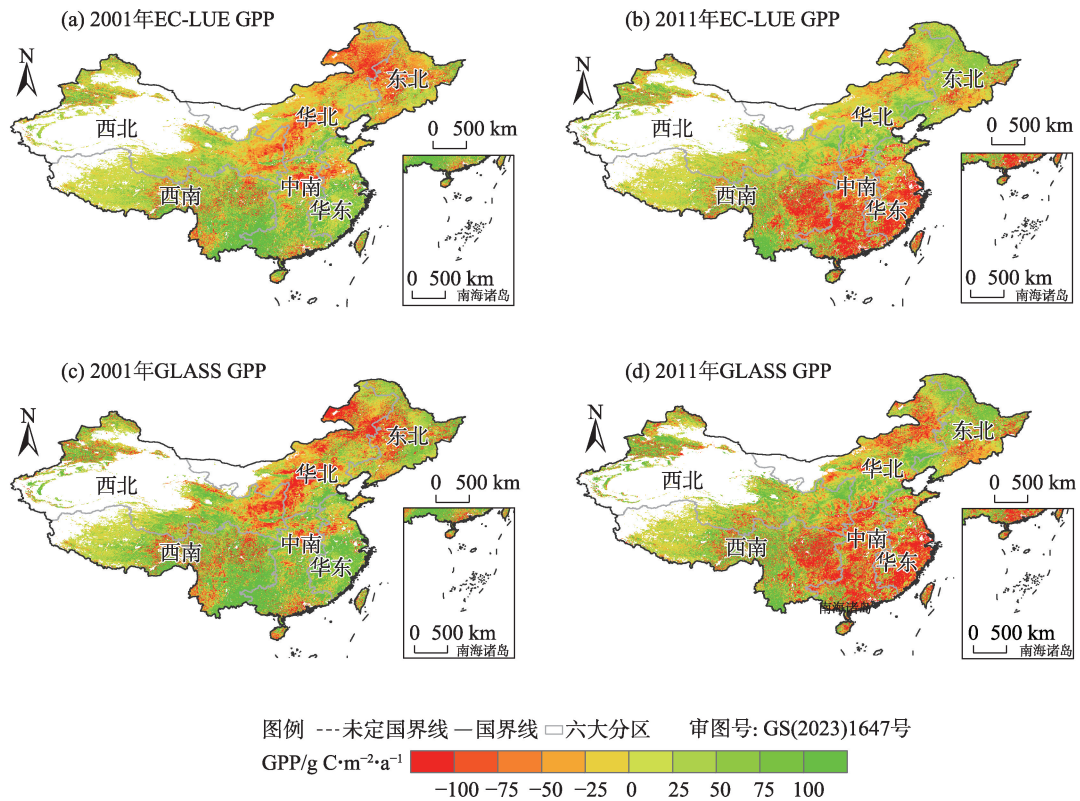 (a) 2001年EC-LUE GPP
N
东北
华北
西北
0 500 km
西南
中南
华东
0 500 km
南海诸岛
(b) 2011年EC-LUE GPP
N
东北
华北
西北
0 500 km
西南
中南
华东
0 500 km
南海诸岛
(c) 2001年GLASS GPP
N
东北
华北
西北
0 500 km
西南
中南
华东
0 500 km
南海诸岛
(d) 2011年GLASS GPP
N
东北
华北
西北
0 500 km
西南
中南
华东
南海诸岛
0 500 km
南海诸岛
图例 未定国界线 国界线 六大分区 审图号: GS(2023)1647号
GPP/g C·m⁻²·a⁻¹
−100 −75 −50 −25 0 25 50 75 100